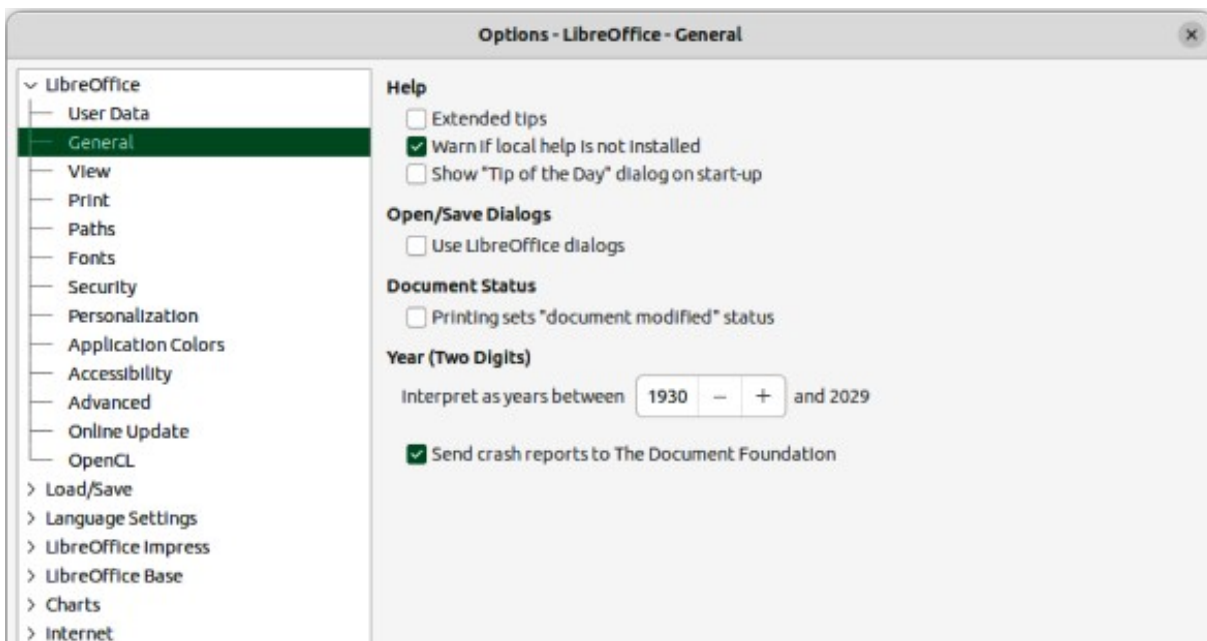 Options - LibreOffice - General
LibreOffice
User Data
General
View
Print
Paths
Fonts
Security
Personalization
Application Colors
Accessibility
Advanced
Online Update
OpenCL
Load/Save
Language Settings
LibreOffice Impress
LibreOffice Base
Charts
Internet
Help
Extended tips
Warn if local help is not installed
Show "Tip of the Day" dialog on start-up
Open/Save Dialogs
Use LibreOffice dialogs
Document Status
Printing sets "document modified" status
Year (Two Digits)
Interpret as years between 1930 − + and 2029
Send crash reports to The Document Foundation